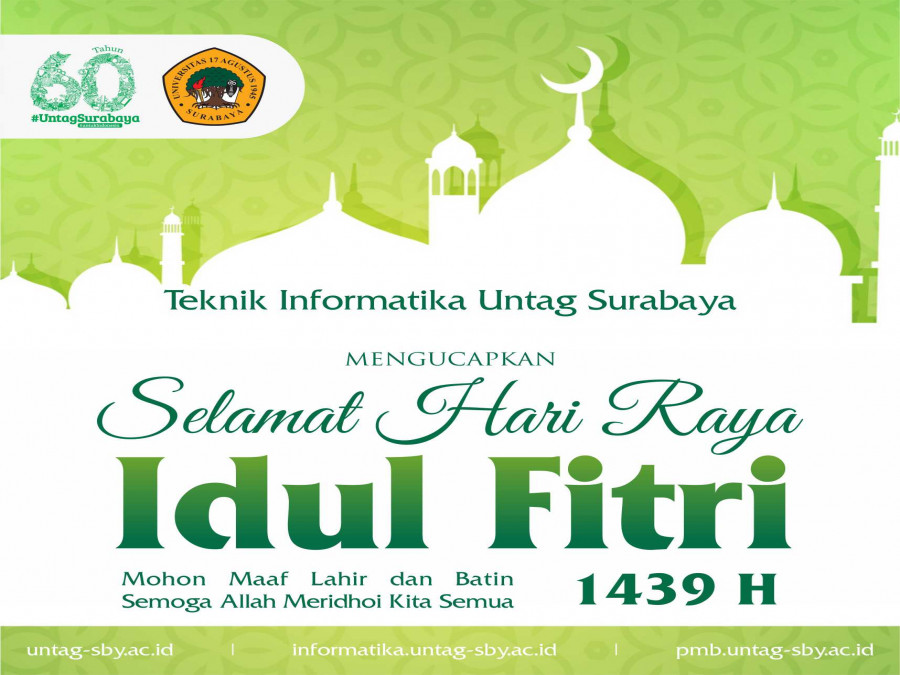 Tahun
60
#UntagSurabaya
UNIVERSITAS 17 AGUSTUS 1945
SURABAYA
Teknik Informatika Untag Surabaya
MENGUCAPKAN
Selamat Hari Raya
Idul Fitri
Mohon Maaf Lahir dan Batin
Semoga Allah Meridhoi Kita Semua
1439 H
untag-sby.ac.id | informatika.untag-sby.ac.id | pmb.untag-sby.ac.id